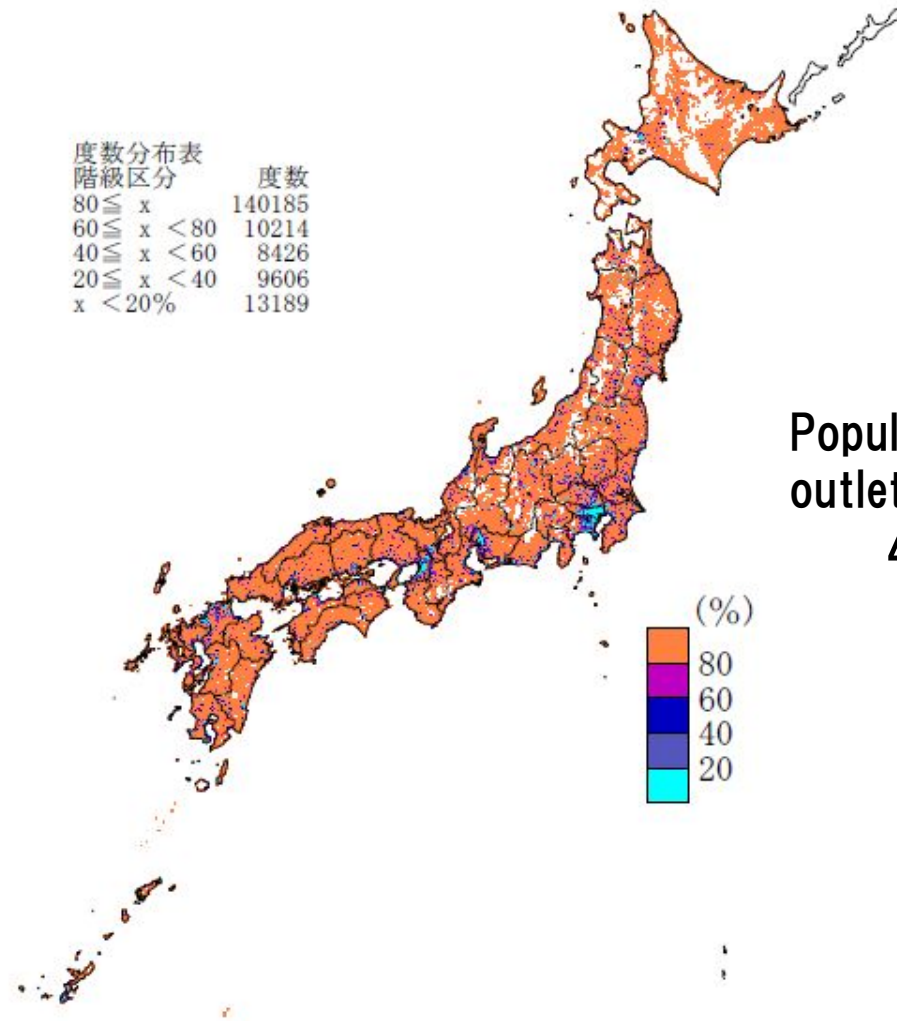 度数分布表
階級区分 度数
80≦ x 140185
60≦ x <80 10214
40≦ x <60 8426
20≦ x <40 9606
x <20% 13189
Popul
outlet
(%)
80
60
40
20